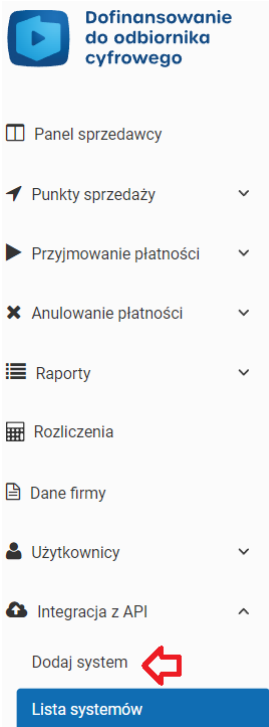 Dofinansowanie
do odbiornika
cyfrowego
Panel sprzedawcy
Punkty sprzedaży
Przyjmowanie płatności
Anulowanie płatności
Raporty
Rozliczenia
Dane firmy
Użytkownicy
Integracja z API
Dodaj system
Lista systemów